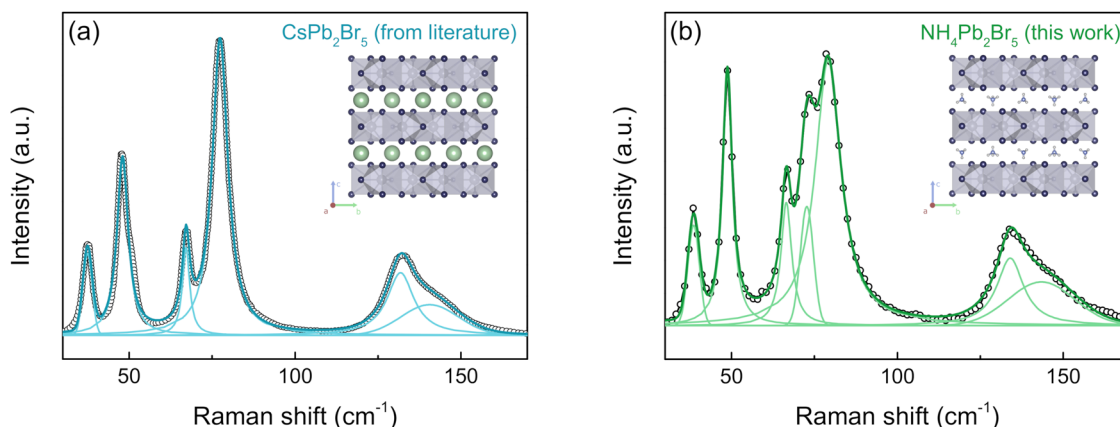 (a)
CsPb₂Br₅ (from literature)
c
a
b
Intensity (a.u.)
50
100
150
Raman shift (cm⁻¹)
(b)
NH₄Pb₂Br₅ (this work)
c
a
b
Intensity (a.u.)
50
100
150
Raman shift (cm⁻¹)